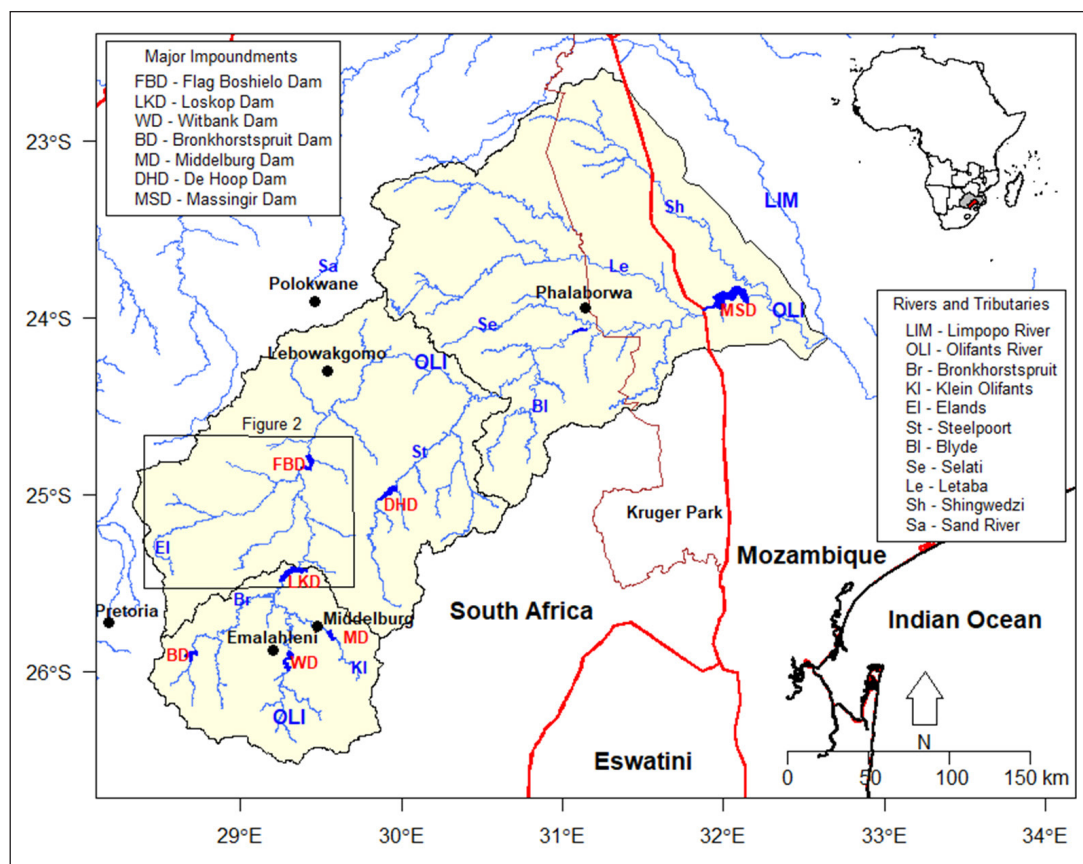 Major Impoundments
FBD - Flag Boshielo Dam
LKD - Loskop Dam
WD - Witbank Dam
BD - Bronkhorstspruit Dam
MD - Middelburg Dam
DHD - De Hoop Dam
MSD - Massingir Dam
23°S
24°S
25°S
26°S
Sh
LIM
Sa
Polokwane
Le
Phalaborwa
MSD
OLI
Se
Lebowakgomo
OLI
Bl
Figure 2
St
FBD
DHD
El
Kruger Park
LKD
Br
Pretoria
Middelburg
Emalahleni
MD
BD
WD
Kl
OLI
South Africa
Mozambique
Indian Ocean
Eswatini
Rivers and Tributaries
LIM - Limpopo River
OLI - Olifants River
Br - Bronkhorstspruit
Kl - Klein Olifants
El - Elands
St - Steelpoort
Bl - Blyde
Se - Selati
Le - Letaba
Sh - Shingwedzi
Sa - Sand River
N
0 50 100 150 km
29°E 30°E 31°E 32°E 33°E 34°E